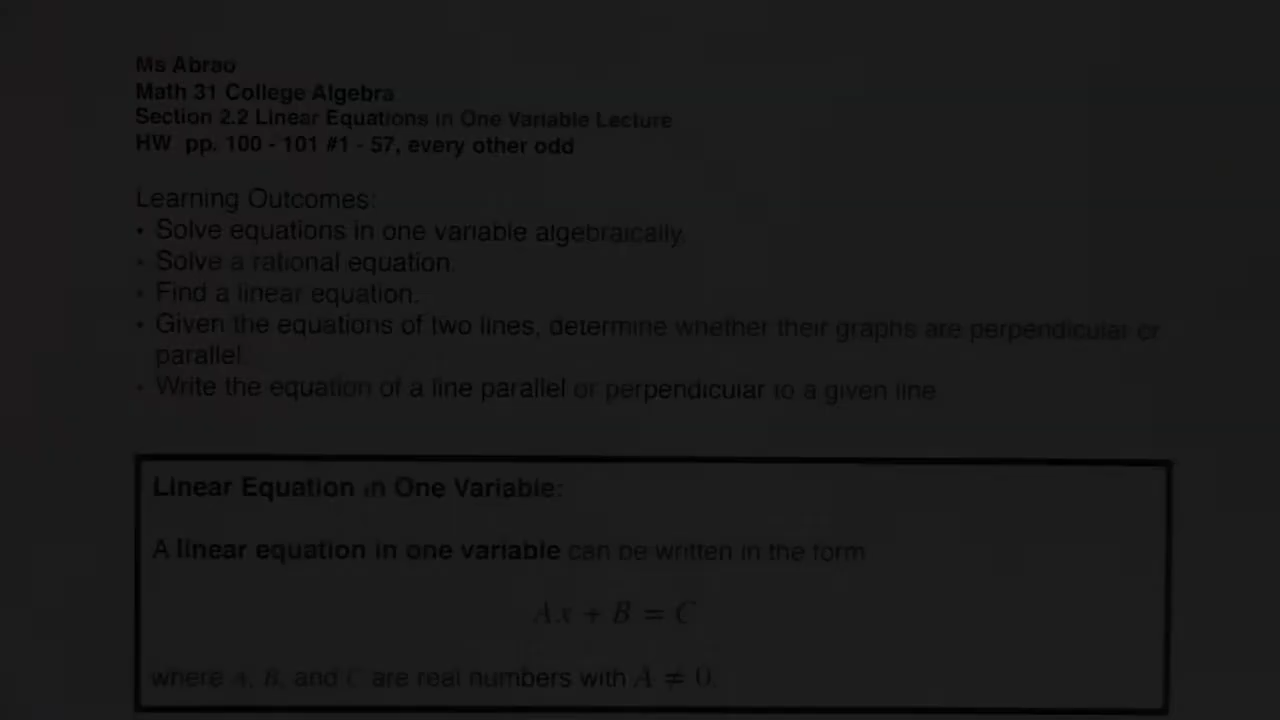 Ms Abrao
Math 31 College Algebra
Section 2.2 Linear Equations in One Variable Lecture
HW pp. 100 - 101 #1 - 57, every other odd
Learning Outcomes:
• Solve equations in one variable algebraically.
• Solve a rational equation.
• Find a linear equation.
• Given the equations of two lines, determine whether their graphs are perpendicular or
parallel.
• Write the equation of a line parallel or perpendicular to a given line.
Linear Equation in One Variable:
A linear equation in one variable can be written in the form
Ax + B = C
where A, B, and C are real numbers with A ≠ 0.